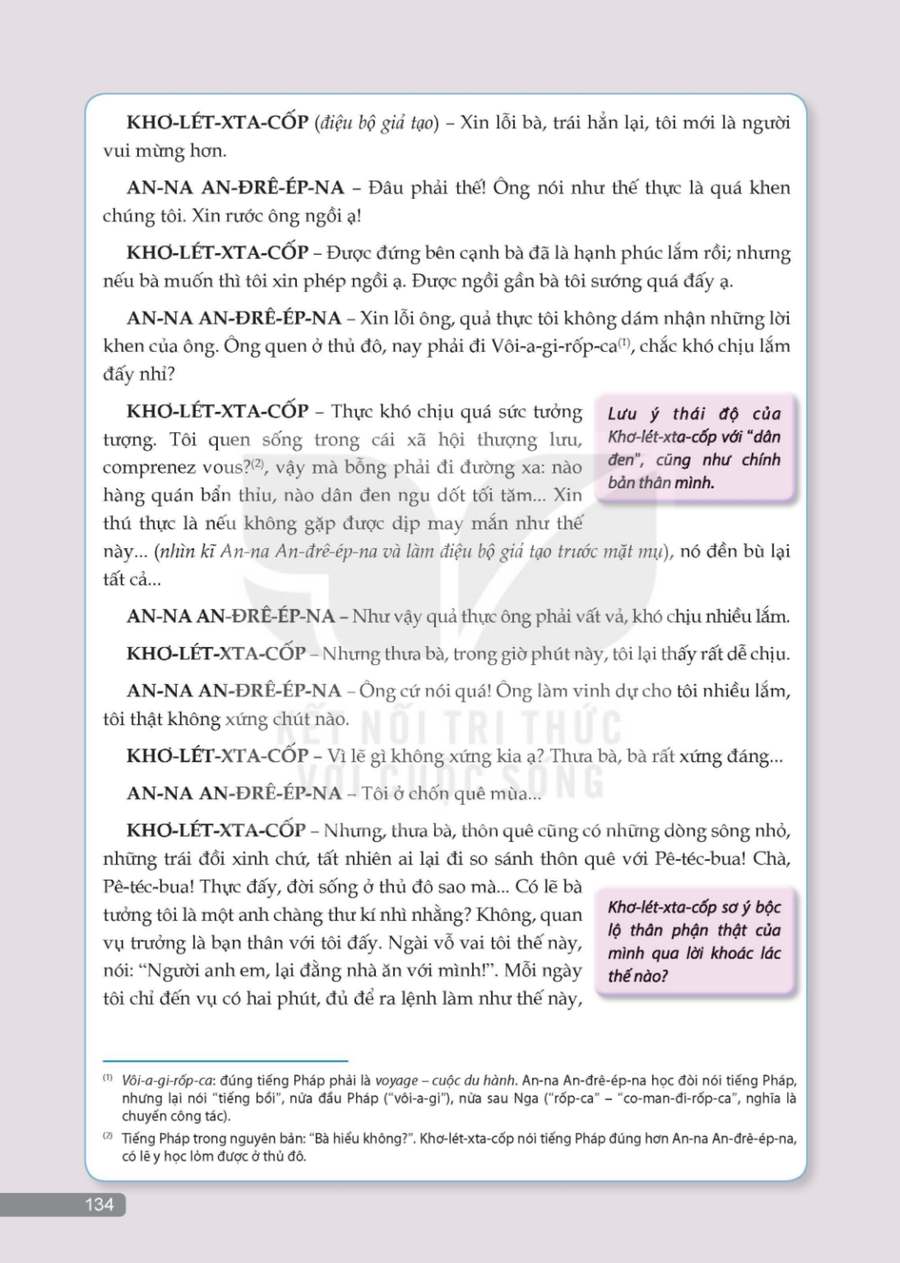 KHƠ-LÉT-XTA-CỐP (điệu bộ giả tạo) – Xin lỗi bà, trái hẳn lại, tôi mới là người
vui mừng hơn.
AN-NA AN-ĐRÊ-ÉP-NA – Đâu phải thế! Ông nói như thế thực là quá khen
chúng tôi. Xin rước ông ngồi ạ!
KHƠ-LÉT-XTA-CỐP – Được đứng bên cạnh bà đã là hạnh phúc lắm rồi; nhưng
nếu bà muốn thì tôi xin phép ngồi ạ. Được ngồi gần bà tôi sướng quá đấy ạ.
AN-NA AN-ĐRÊ-ÉP-NA – Xin lỗi ông, quả thực tôi không dám nhận những lời
khen của ông. Ông quen ở thủ đô, nay phải đi Vôi-a-gi-rốp-ca(1), chắc khó chịu lắm
đấy nhỉ?
KHƠ-LÉT-XTA-CỐP – Thực khó chịu quá sức tưởng
tượng. Tôi quen sống trong cái xã hội thượng lưu,
comprenez vous?(2), vậy mà bỗng phải đi đường xa: nào
hàng quán bẩn thỉu, nào dân đen ngu dốt tối tăm... Xin
thú thực là nếu không gặp được dịp may mắn như thế
này... (nhìn kĩ An-na An-đrê-ép-na và làm điệu bộ giả tạo trước mặt mụ), nó đền bù lại
tất cả...
Lưu ý thái độ của
Khơ-lét-xta-cốp với “dân
đen”, cũng như chính
bản thân mình.
AN-NA AN-ĐRÊ-ÉP-NA – Như vậy quả thực ông phải vất vả, khó chịu nhiều lắm.
KHƠ-LÉT-XTA-CỐP – Nhưng thưa bà, trong giờ phút này, tôi lại thấy rất dễ chịu.
AN-NA AN-ĐRÊ-ÉP-NA – Ông cứ nói quá! Ông làm vinh dự cho tôi nhiều lắm,
tôi thật không xứng chút nào.
KHƠ-LÉT-XTA-CỐP – Vì lẽ gì không xứng kia ạ? Thưa bà, bà rất xứng đáng...
AN-NA AN-ĐRÊ-ÉP-NA – Tôi ở chốn quê mùa...
KHƠ-LÉT-XTA-CỐP – Nhưng, thưa bà, thôn quê cũng có những dòng sông nhỏ,
những trái đồi xinh chứ, tất nhiên ai lại đi so sánh thôn quê với Pê-téc-bua! Chà,
Pê-téc-bua! Thực đấy, đời sống ở thủ đô sao mà... Có lẽ bà
tưởng tôi là một anh chàng thư kí nhì nhằng? Không, quan
vụ trưởng là bạn thân với tôi đấy. Ngài vỗ vai tôi thế này,
nói: “Người anh em, lại đằng nhà ăn với mình!”. Mỗi ngày
tôi chỉ đến vụ có hai phút, đủ để ra lệnh làm như thế này,
Khơ-lét-xta-cốp sơ ý bộc
lộ thân phận thật của
mình qua lời khoác lác
thế nào?
KẾT NỐI TRI THỨC
VỚI CUỘC SỐNG
(1) Vôi-a-gi-rốp-ca: đúng tiếng Pháp phải là voyage – cuộc du hành. An-na An-đrê-ép-na học đòi nói tiếng Pháp,
nhưng lại nói “tiếng bồi”, nửa đầu Pháp (“vôi-a-gi”), nửa sau Nga (“rốp-ca” – “co-man-đi-rốp-ca”, nghĩa là
chuyến công tác).
(2) Tiếng Pháp trong nguyên bản: “Bà hiểu không?”. Khơ-lét-xta-cốp nói tiếng Pháp đúng hơn An-na An-đrê-ép-na,
có lẽ y học lỏm được ở thủ đô.
134